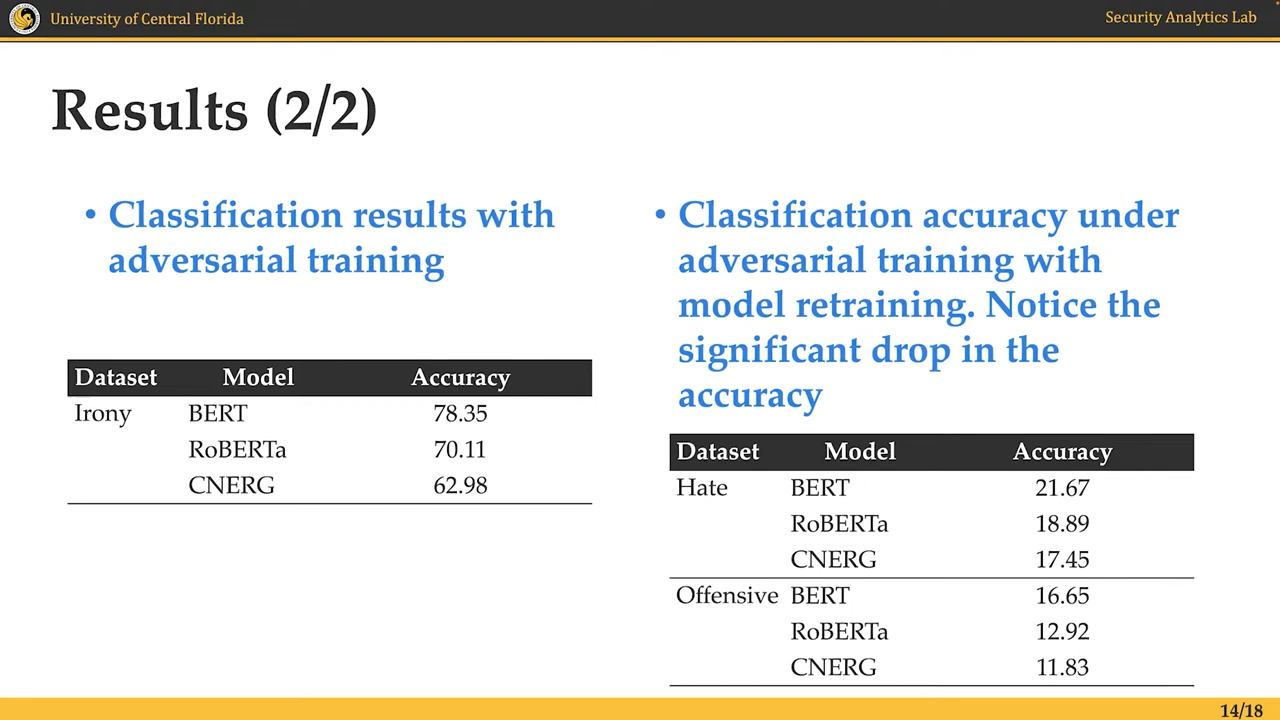 University of Central Florida
Security Analytics Lab
Results (2/2)
• Classification results with
adversarial training
Dataset Model Accuracy
Irony BERT 78.35
RoBERTa 70.11
CNERG 62.98
• Classification accuracy under
adversarial training with
model retraining. Notice the
significant drop in the
accuracy
Dataset Model Accuracy
Hate BERT 21.67
RoBERTa 18.89
CNERG 17.45
Offensive BERT 16.65
RoBERTa 12.92
CNERG 11.83
14/18